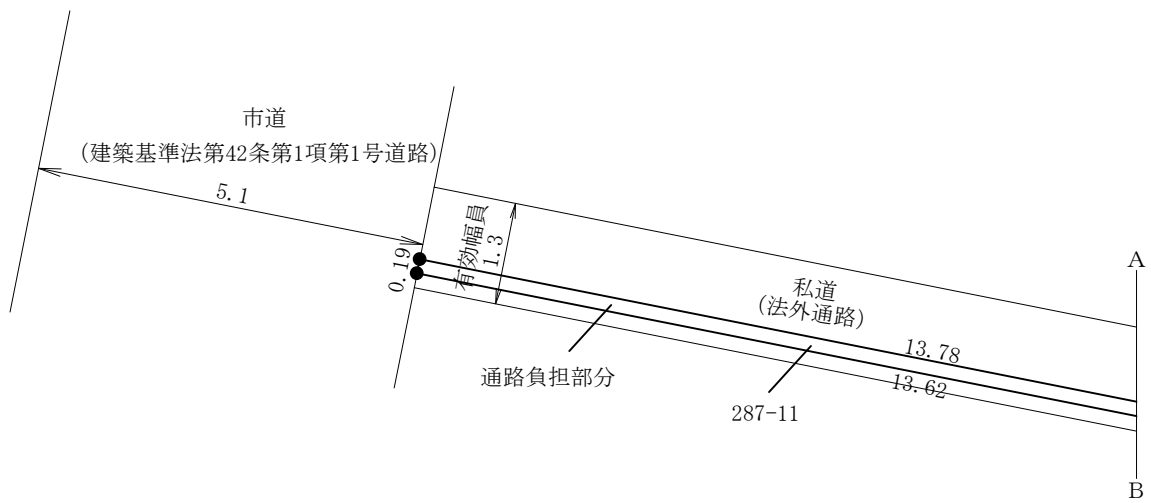 市道
(建築基準法第42条第1項第1号道路)
5.1
有効幅員
1.3
0.19
A
私道
(法外通路)
13.78
13.62
通路負担部分
287-11
B